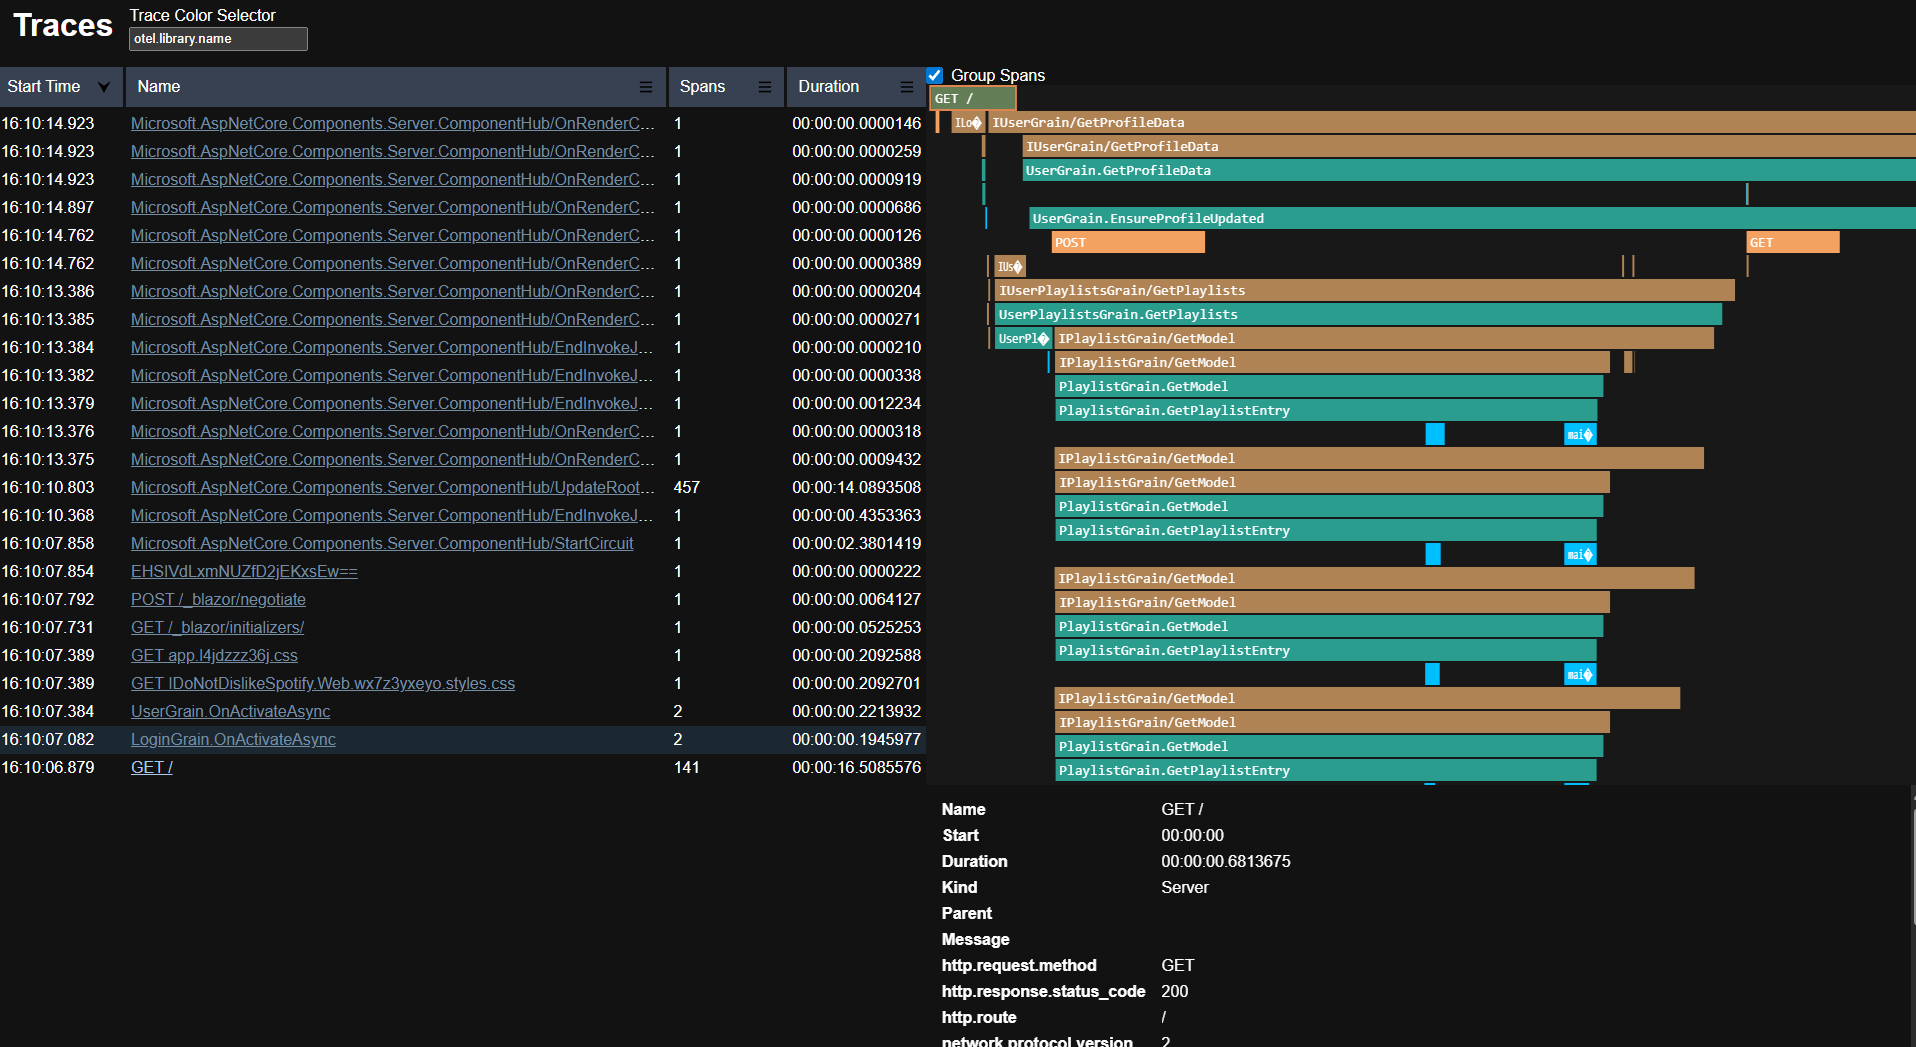 Traces
Trace Color Selector
otel.library.name
Start Time Name Spans Duration
16:10:14.923 Microsoft.AspNetCore.Components.Server.ComponentHub/OnRenderC... 1 00:00:00.0000146
16:10:14.923 Microsoft.AspNetCore.Components.Server.ComponentHub/OnRenderC... 1 00:00:00.0000259
16:10:14.923 Microsoft.AspNetCore.Components.Server.ComponentHub/OnRenderC... 1 00:00:00.0000919
16:10:14.897 Microsoft.AspNetCore.Components.Server.ComponentHub/OnRenderC... 1 00:00:00.0000686
16:10:14.762 Microsoft.AspNetCore.Components.Server.ComponentHub/OnRenderC... 1 00:00:00.0000126
16:10:14.762 Microsoft.AspNetCore.Components.Server.ComponentHub/OnRenderC... 1 00:00:00.0000389
16:10:13.386 Microsoft.AspNetCore.Components.Server.ComponentHub/OnRenderC... 1 00:00:00.0000204
16:10:13.385 Microsoft.AspNetCore.Components.Server.ComponentHub/OnRenderC... 1 00:00:00.0000271
16:10:13.384 Microsoft.AspNetCore.Components.Server.ComponentHub/EndInvokeJ... 1 00:00:00.0000210
16:10:13.382 Microsoft.AspNetCore.Components.Server.ComponentHub/EndInvokeJ... 1 00:00:00.0000338
16:10:13.379 Microsoft.AspNetCore.Components.Server.ComponentHub/EndInvokeJ... 1 00:00:00.0012234
16:10:13.376 Microsoft.AspNetCore.Components.Server.ComponentHub/OnRenderC... 1 00:00:00.0000318
16:10:13.375 Microsoft.AspNetCore.Components.Server.ComponentHub/OnRenderC... 1 00:00:00.0009432
16:10:10.803 Microsoft.AspNetCore.Components.Server.ComponentHub/UpdateRoot... 457 00:00:14.0893508
16:10:10.368 Microsoft.AspNetCore.Components.Server.ComponentHub/EndInvokeJ... 1 00:00:00.4353363
16:10:07.858 Microsoft.AspNetCore.Components.Server.ComponentHub/StartCircuit 1 00:00:02.3801419
16:10:07.854 EHSIVdLxmNUZfD2jEKxsEw== 1 00:00:00.0000222
16:10:07.792 POST /_blazor/negotiate 1 00:00:00.0064127
16:10:07.731 GET /_blazor/initializers/ 1 00:00:00.0525253
16:10:07.389 GET app.l4jdzzz36j.css 1 00:00:00.2092588
16:10:07.389 GET IDoNotDislikeSpotify.Web.wx7z3yxeyo.styles.css 1 00:00:00.2092701
16:10:07.384 UserGrain.OnActivateAsync 2 00:00:00.2213932
16:10:07.082 LoginGrain.OnActivateAsync 2 00:00:00.1945977
16:10:06.879 GET / 141 00:00:16.5085576
Group Spans
GET /
ILo� IUserGrain/GetProfileData
IUserGrain/GetProfileData
UserGrain.GetProfileData
UserGrain.EnsureProfileUpdated
POST GET
IUs�
IUserPlaylistsGrain/GetPlaylists
UserPlaylistsGrain.GetPlaylists
UserPl� IPlaylistGrain/GetModel
IPlaylistGrain/GetModel
PlaylistGrain.GetModel
PlaylistGrain.GetPlaylistEntry
mai�
IPlaylistGrain/GetModel
IPlaylistGrain/GetModel
PlaylistGrain.GetModel
PlaylistGrain.GetPlaylistEntry
mai�
IPlaylistGrain/GetModel
IPlaylistGrain/GetModel
PlaylistGrain.GetModel
PlaylistGrain.GetPlaylistEntry
mai�
IPlaylistGrain/GetModel
IPlaylistGrain/GetModel
PlaylistGrain.GetModel
PlaylistGrain.GetPlaylistEntry
Name GET /
Start 00:00:00
Duration 00:00:00.6813675
Kind Server
Parent
Message
http.request.method GET
http.response.status_code 200
http.route /
network.protocol.version 2